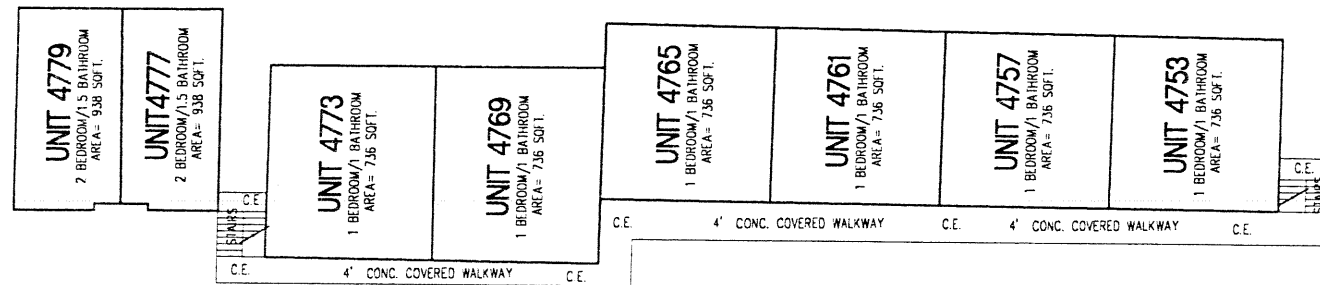 UNIT 4779
2 BEDROOM/1.5 BATHROOM
AREA= 938 SQFT.
UNIT4777
2 BEDROOM/1.5 BATHROOM
AREA= 938 SQFT.
C.E
STAIRS
C.E.
UNIT 4773
1 BEDROOM/1 BATHROOM
AREA= 736 SQFT.
UNIT 4769
1 BEDROOM/1 BATHROOM
AREA= 736 SQFT.
4' CONC. COVERED WALKWAY
C.E.
UNIT 4765
1 BEDROOM/1 BATHROOM
AREA= 736 SQFT.
UNIT 4761
1 BEDROOM/1 BATHROOM
AREA= 736 SQFT.
UNIT 4757
1 BEDROOM/1 BATHROOM
AREA= 736 SQFT.
UNIT 4753
1 BEDROOM/1 BATHROOM
AREA= 736 SQFT.
C.E.
4' CONC. COVERED WALKWAY
C.E.
4' CONC. COVERED WALKWAY
C.E.
C.E.
STAIRS